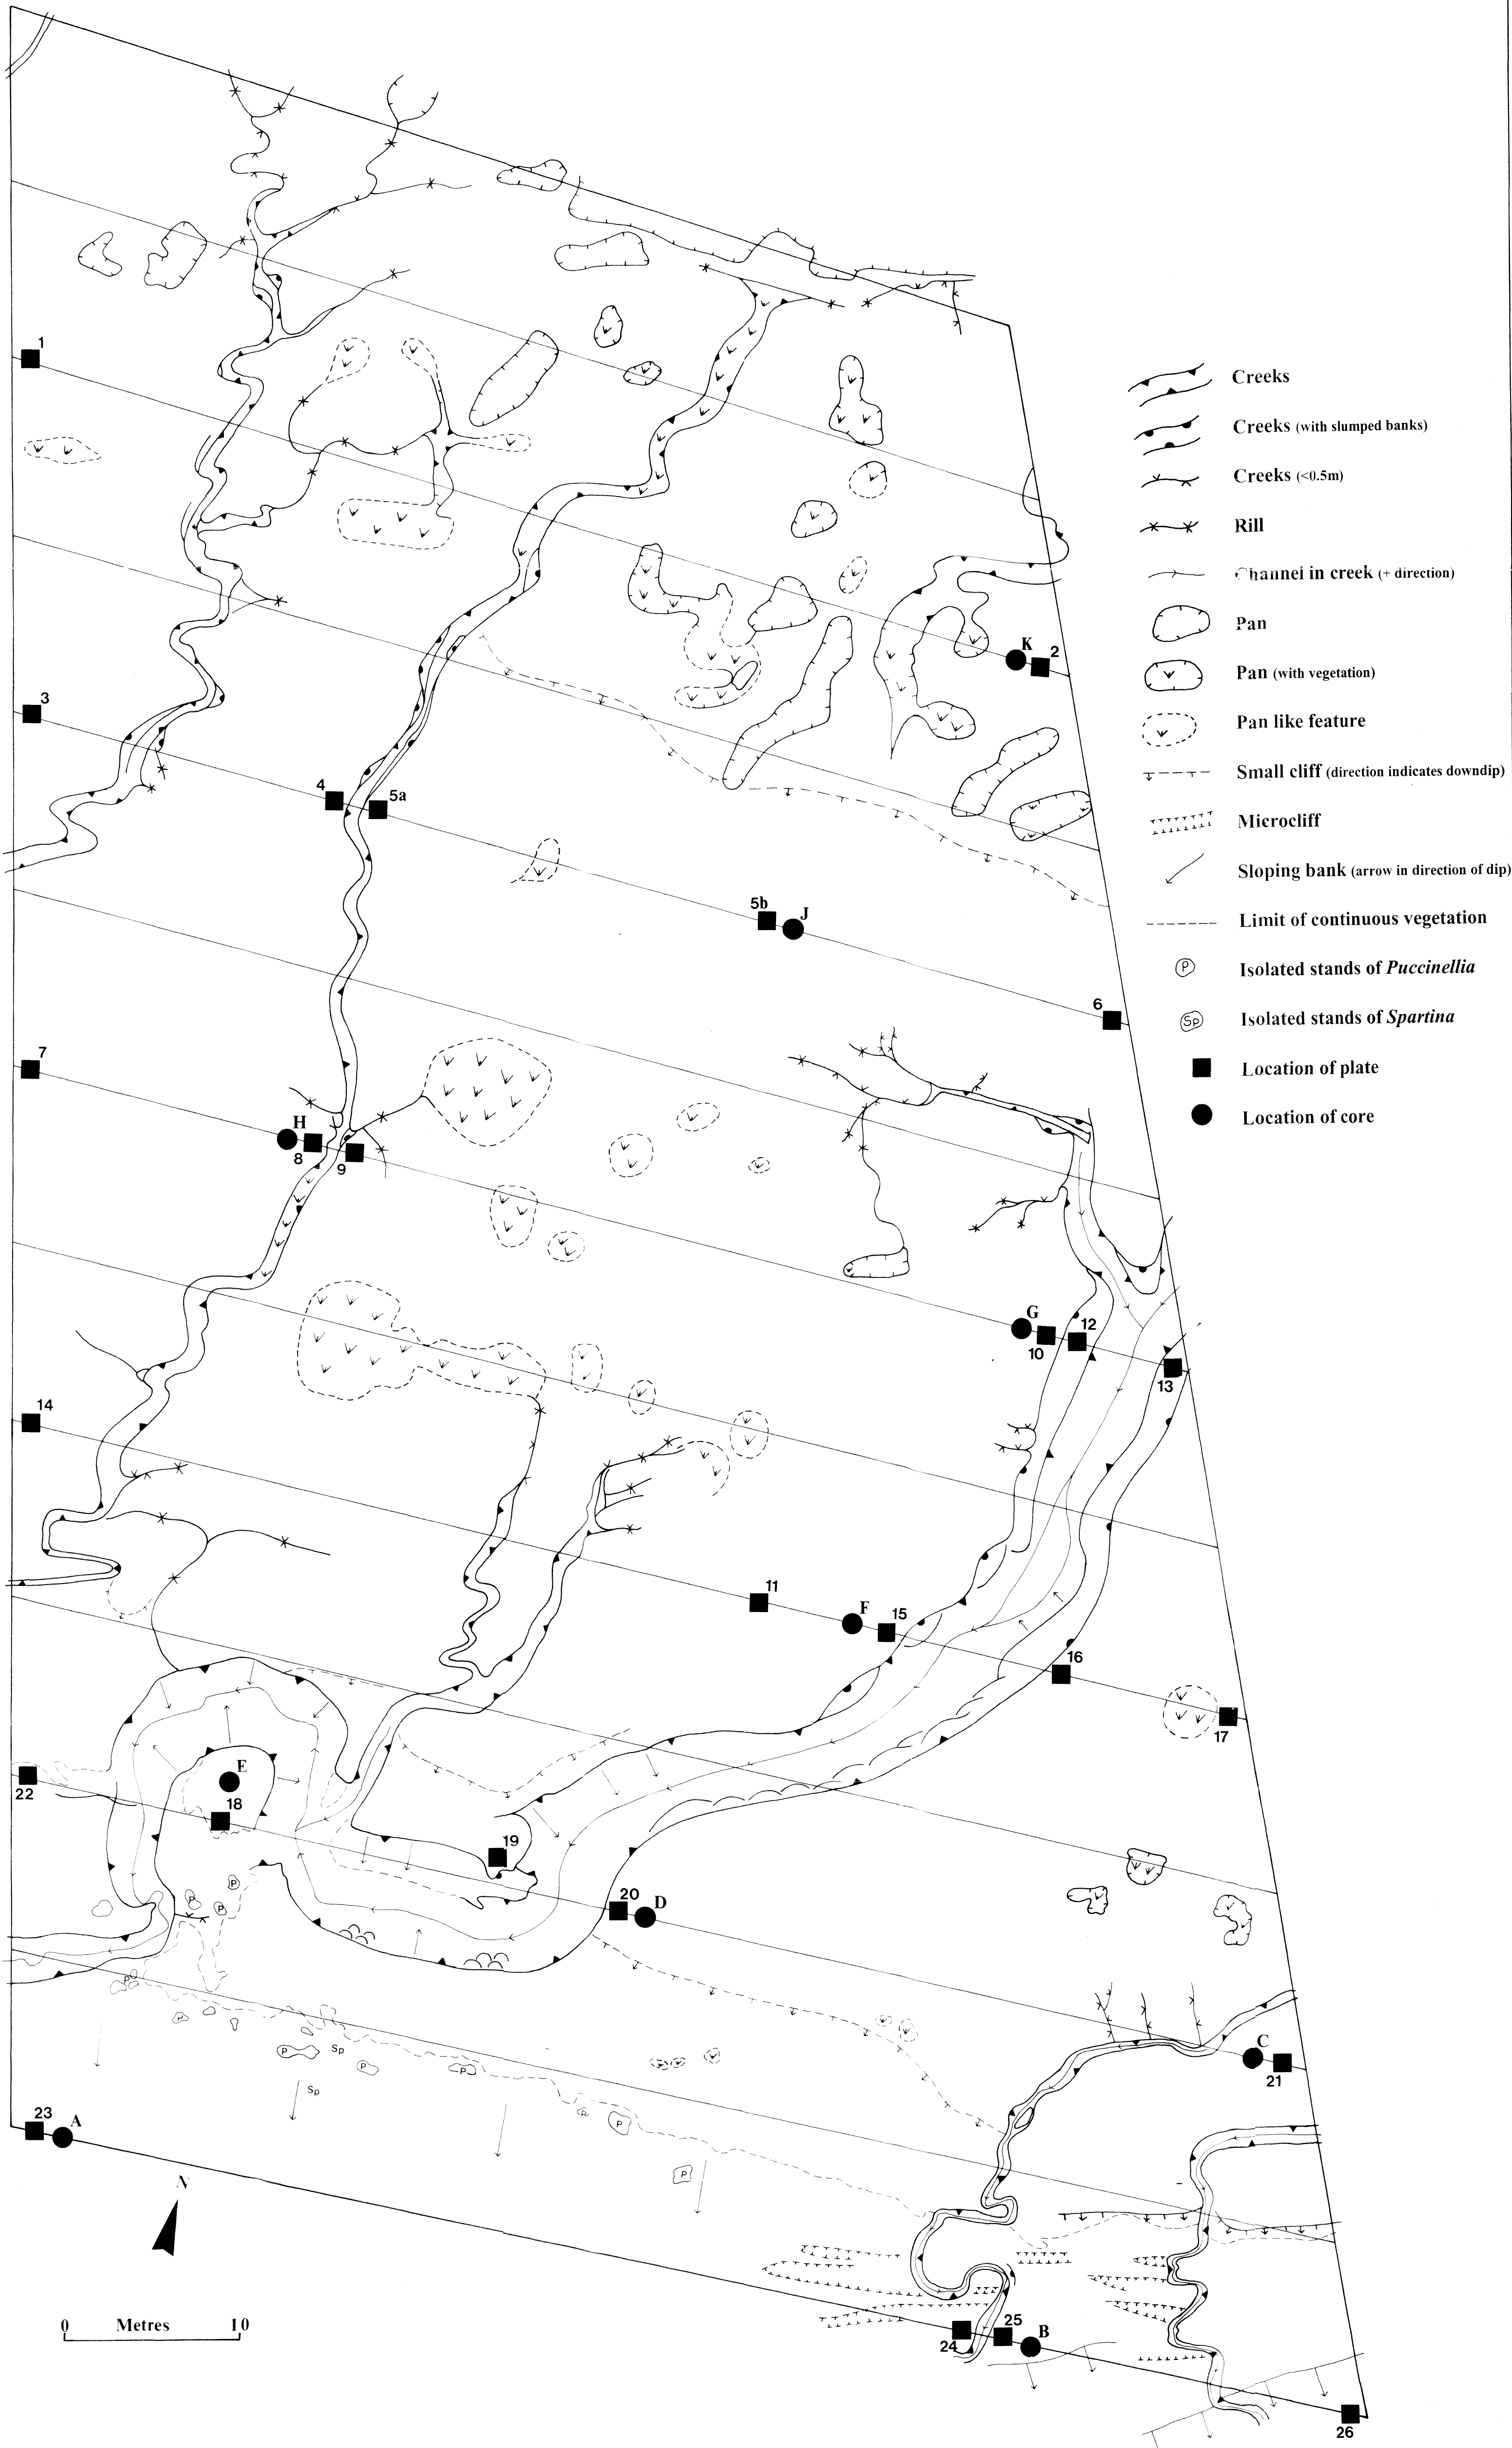 1
Creeks
Creeks (with slumped banks)
Creeks (<0.5m)
Rill
Channel in creek (+ direction)
Pan
K
2
Pan (with vegetation)
3
Pan like feature
Small cliff (direction indicates downdip)
4
5a
Microcliff
Sloping bank (arrow in direction of dip)
5b
J
Limit of continuous vegetation
Isolated stands of Puccinellia
6
Sp
Isolated stands of Spartina
P
7
Location of plate
H
8
9
Location of core
G
10
12
13
14
11
F
15
16
17
22
E
18
19
20
D
P
P
P
P
P
P
Sp
P
P
Sp
P
P
C
21
23
A
P
N
0 Metres 10
24
25
B
26